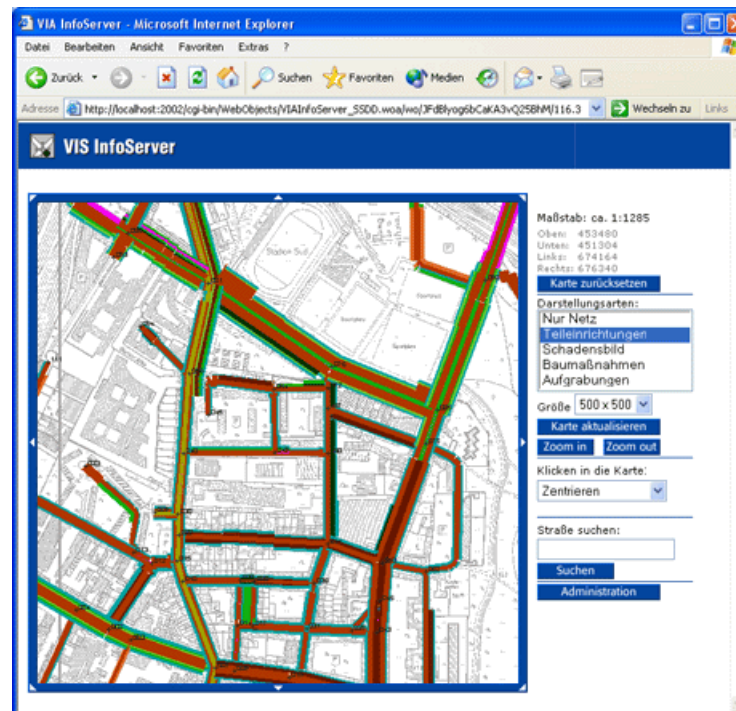 VIA InfoServer - Microsoft Internet Explorer
Datei Bearbeiten Ansicht Favoriten Extras ?
Zurück Suchen Favoriten Medien
Adresse http://localhost:2002/cgi-bin/WebObjects/VIAInfoServer_SSDD.woa/wo/JFdBlyog6bCaKA3vQ25BhM/116.3 Wechseln zu Links
VIS InfoServer
Maßstab: ca. 1:1285
Oben: 453480
Unten: 451304
Links: 674164
Rechts: 676340
Karte zurücksetzen
Darstellungsarten:
Nur Netz
Teileinrichtungen
Schadensbild
Baumaßnahmen
Aufgrabungen
Größe 500 x 500
Karte aktualisieren
Zoom in Zoom out
Klicken in die Karte:
Zentrieren
Straße suchen:
Suchen
Administration
Stadion Süd